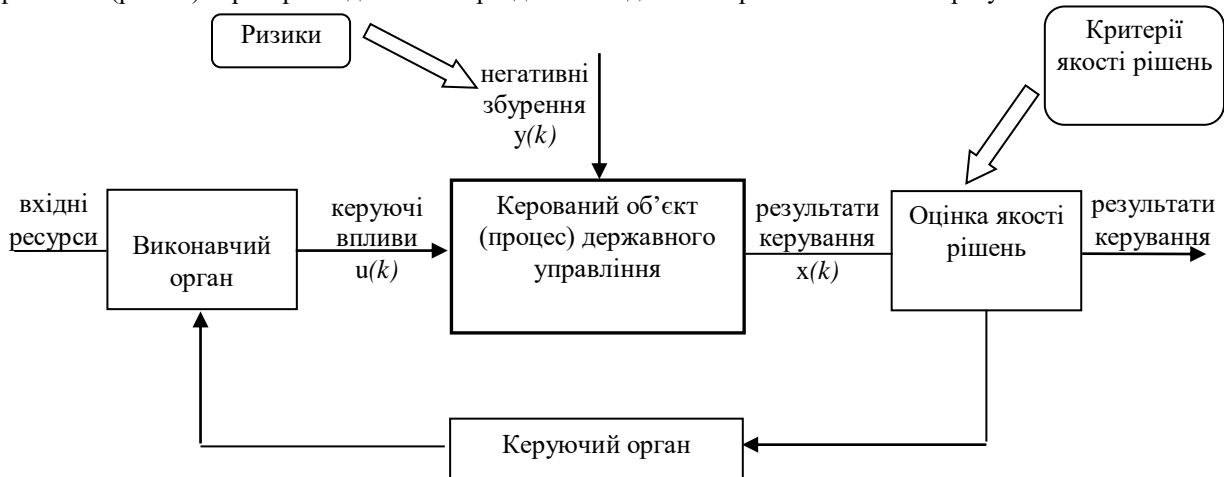 Ризики
Критерії
якості рішень
негативні
збурення
y(k)
вхідні
ресурси
Виконавчий
орган
керуючі
впливи
u(k)
Керований об’єкт
(процес) державного
управління
результати
керування
x(k)
Оцінка якості
рішень
результати
керування
Керуючий орган